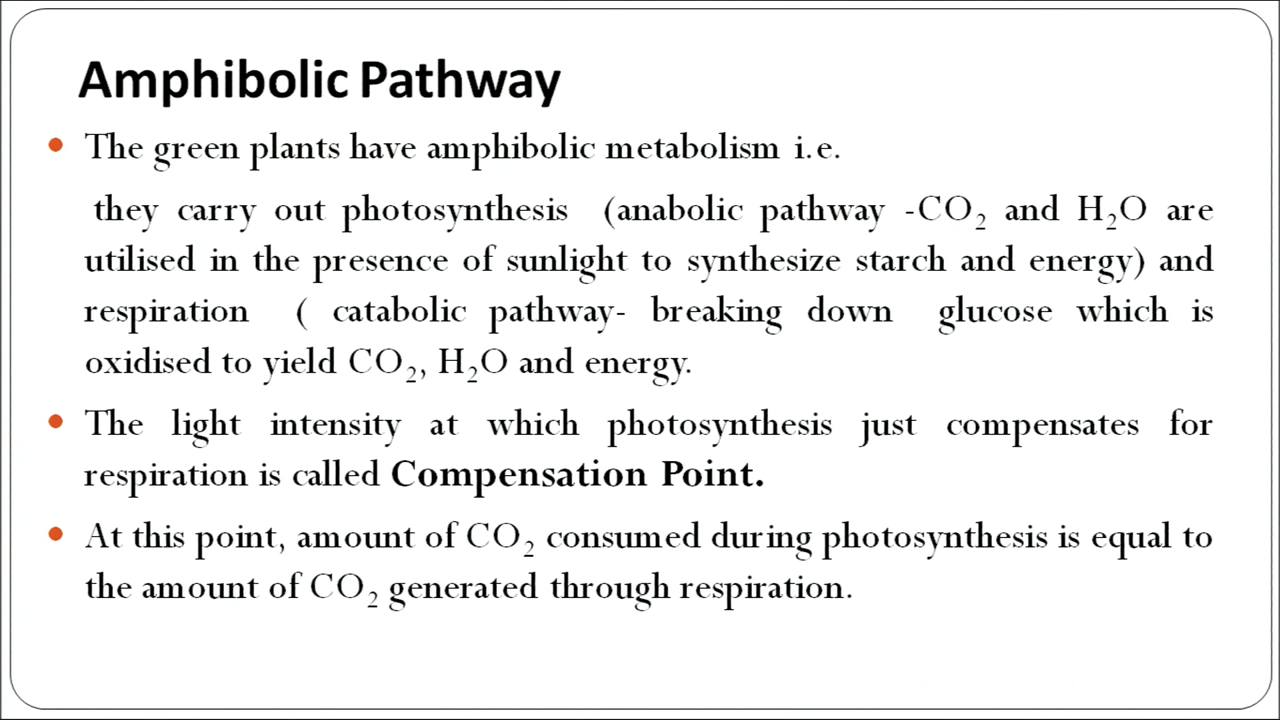 Amphibolic Pathway
• The green plants have amphibolic metabolism i.e.
they carry out photosynthesis (anabolic pathway -CO₂ and H₂O are
utilised in the presence of sunlight to synthesize starch and energy) and
respiration ( catabolic pathway- breaking down glucose which is
oxidised to yield CO₂, H₂O and energy.
• The light intensity at which photosynthesis just compensates for
respiration is called Compensation Point.
• At this point, amount of CO₂ consumed during photosynthesis is equal to
the amount of CO₂ generated through respiration.